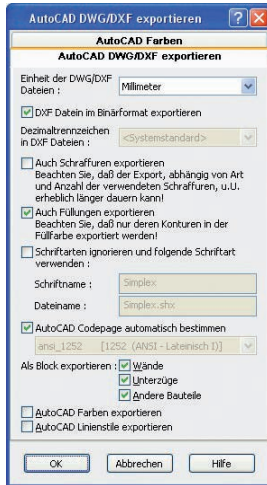 AutoCAD DWG/DXF exportieren
AutoCAD Farben
AutoCAD DWG/DXF exportieren
Einheit der DWG/DXF
Dateien :
Millimeter
DXF Datei im Binärformat exportieren
Dezimaltrennzeichen
in DXF Dateien :
<Systemstandard>
Auch Schraffuren exportieren
Beachten Sie, daß der Export, abhängig von Art
und Anzahl der verwendeten Schraffuren, u.U.
erheblich länger dauern kann!
Auch Füllungen exportieren
Beachten Sie, daß nur deren Konturen in der
Füllfarbe exportiert werden!
Schriftarten ignorieren und folgende Schriftart
verwenden :
Schriftname :
Simplex
Dateiname :
Simplex.shx
AutoCAD Codepage automatisch bestimmen
ansi_1252 [1252 (ANSI - Lateinisch I)]
Als Block exportieren :
Wände
Unterzüge
Andere Bauteile
AutoCAD Farben exportieren
AutoCAD Linienstile exportieren
OK
Abbrechen
Hilfe